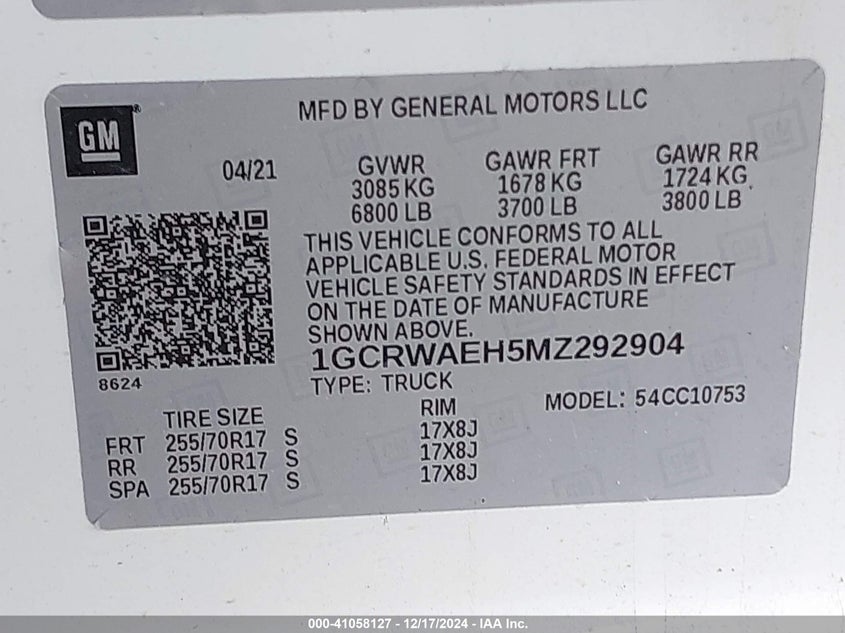 GM
MFD BY GENERAL MOTORS LLC
04/21
GVWR
3085 KG
6800 LB
GAWR FRT
1678 KG
3700 LB
GAWR RR
1724 KG
3800 LB
THIS VEHICLE CONFORMS TO ALL
APPLICABLE U.S. FEDERAL MOTOR
VEHICLE SAFETY STANDARDS IN EFFECT
ON THE DATE OF MANUFACTURE
SHOWN ABOVE.
1GCRWAEH5MZ292904
8624
TYPE: TRUCK
MODEL: 54CC10753
TIRE SIZE RIM
FRT 255/70R17 S 17X8J
RR 255/70R17 S 17X8J
SPA 255/70R17 S 17X8J
000-41058127 - 12/17/2024 - IAA Inc.